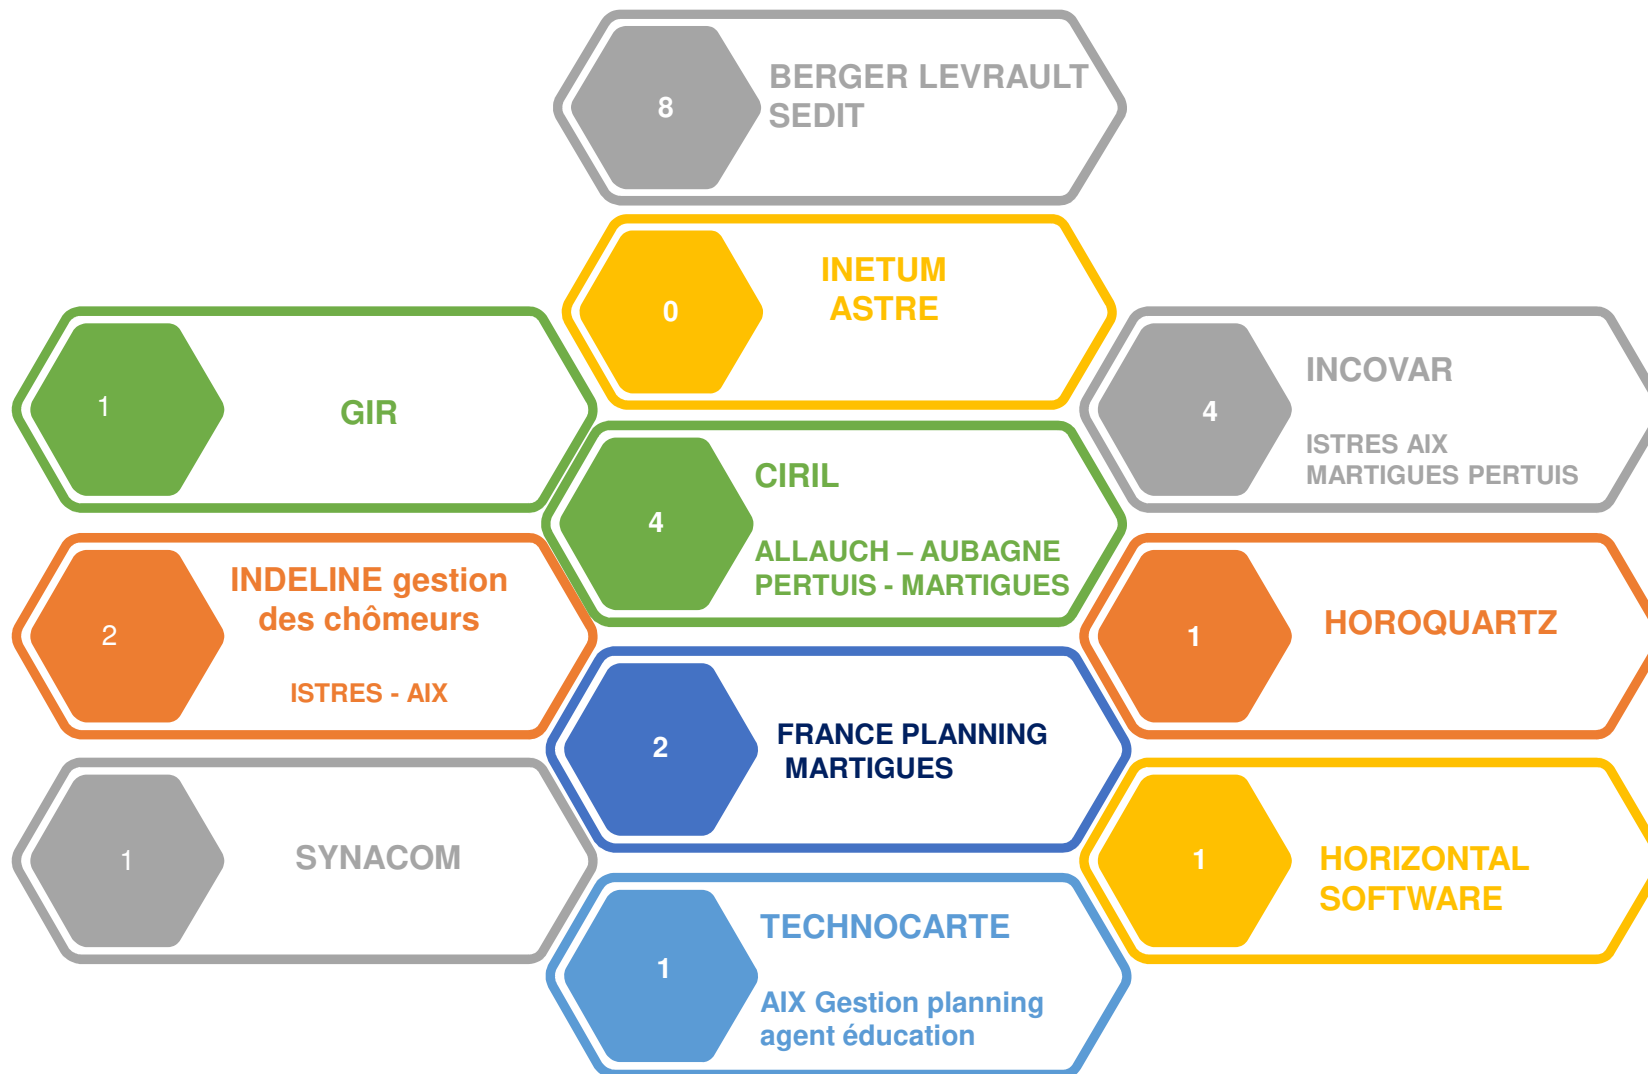 8
BERGER LEVRAULT
SEDIT
0
INETUM
ASTRE
1
GIR
4
INCOVAR
ISTRES AIX
MARTIGUES PERTUIS
4
CIRIL
ALLAUCH – AUBAGNE
PERTUIS - MARTIGUES
2
INDELINE gestion
des chômeurs
ISTRES - AIX
1
HOROQUARTZ
2
FRANCE PLANNING
MARTIGUES
1
SYNACOM
1
HORIZONTAL
SOFTWARE
1
TECHNOCARTE
AIX Gestion planning
agent éducation